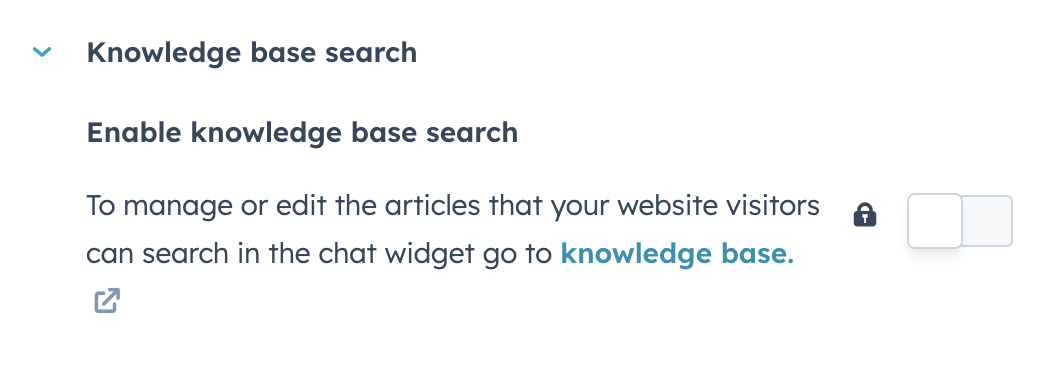 Knowledge base search
Enable knowledge base search
To manage or edit the articles that your website visitors
can search in the chat widget go to knowledge base.